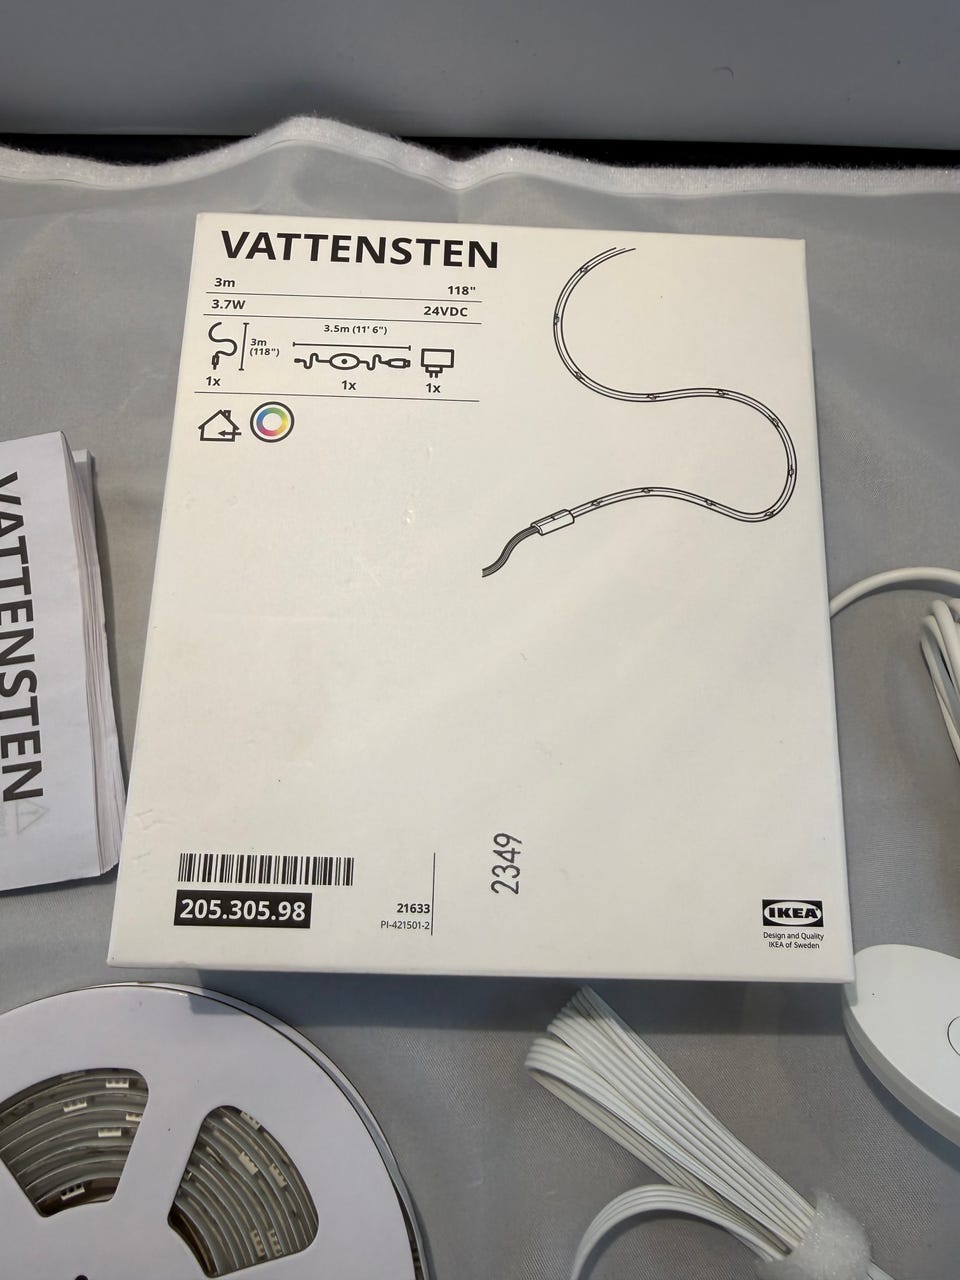 VATTENSTEN
3m 118"
3.7W 24VDC
3m
(118")
3.5m (11' 6")
1x 1x 1x
2349
205.305.98
21633
PI-421501-2
IKEA
Design and Quality
IKEA of Sweden
VATTENSTEN